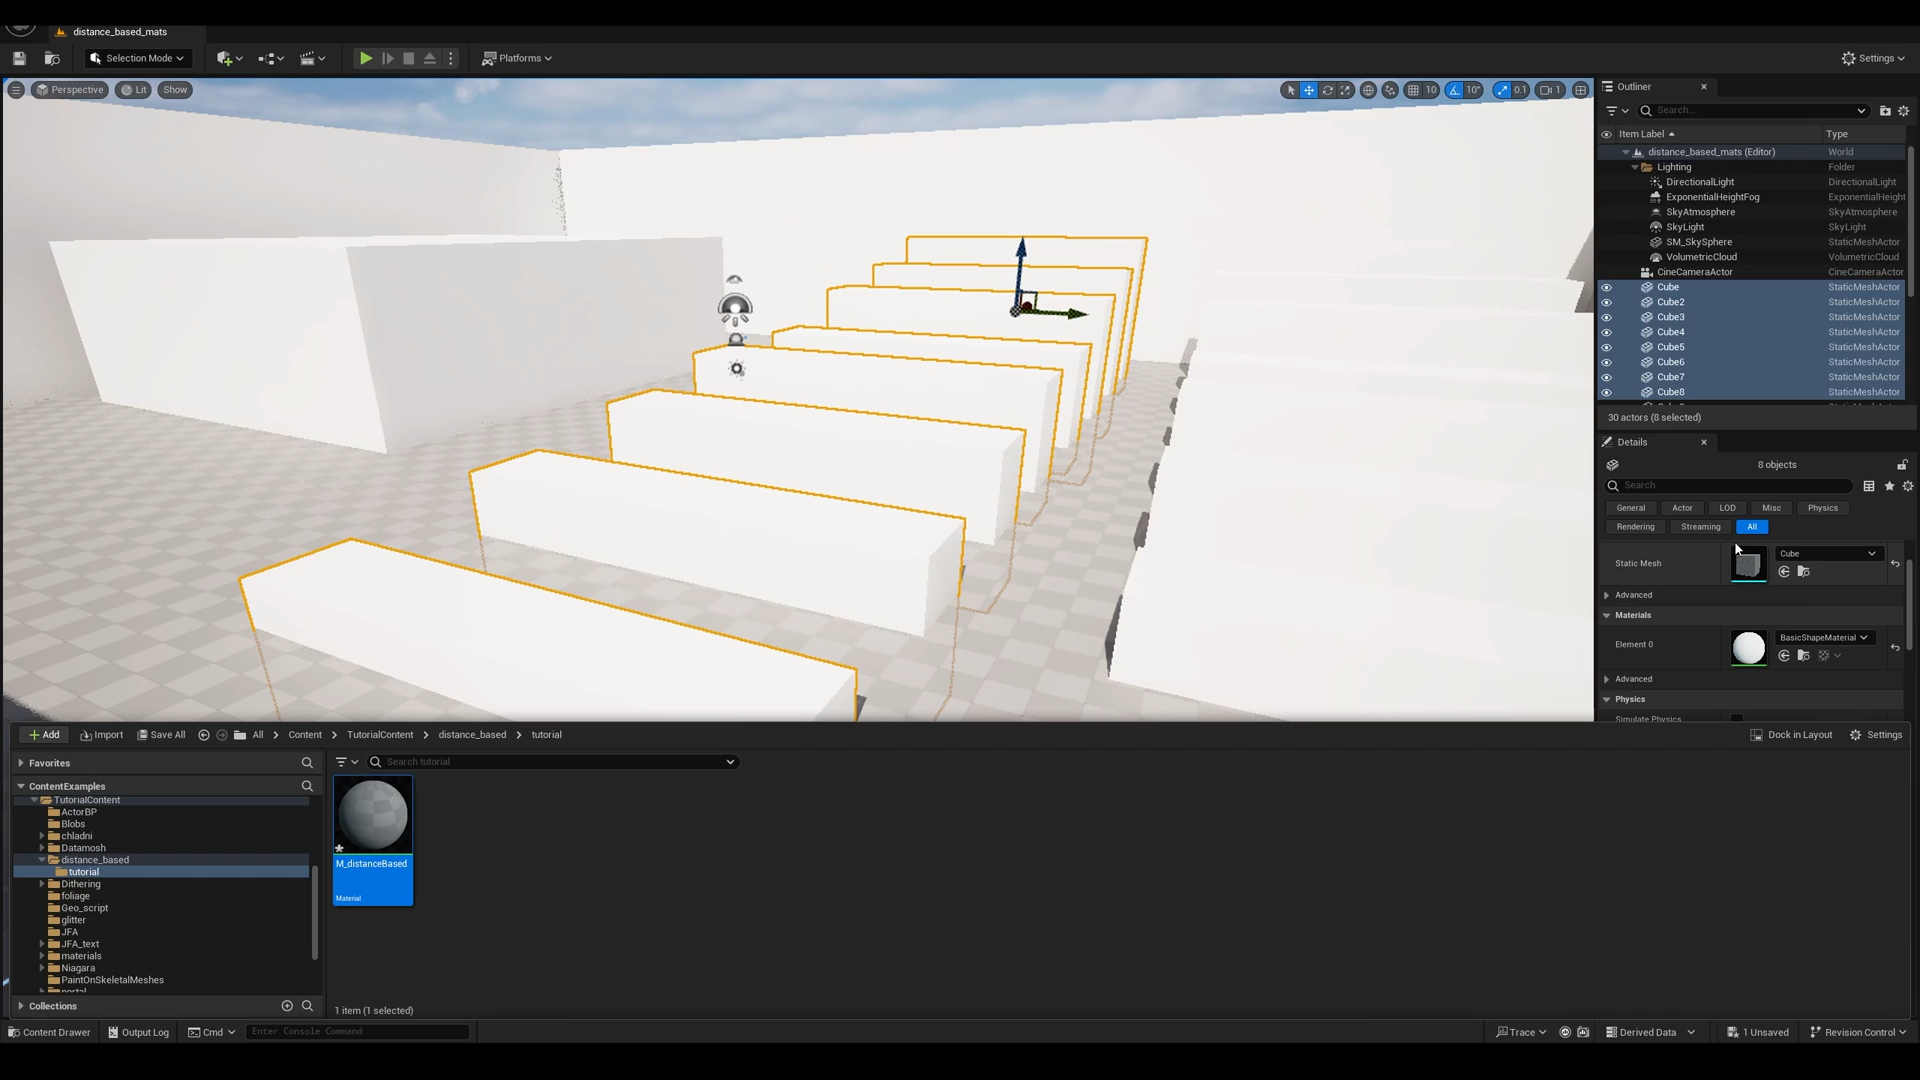 distance_based_mats
Selection Mode
Platforms
Settings
Perspective
Lit
Show
10
10°
0.1
1
Outliner
Search...
Item Label
Type
distance_based_mats (Editor)
World
Lighting
Folder
DirectionalLight
DirectionalLight
ExponentialHeightFog
ExponentialHeight
SkyAtmosphere
SkyAtmosphere
SkyLight
SkyLight
SM_SkySphere
StaticMeshActor
VolumetricCloud
VolumetricCloud
CineCameraActor
CineCameraActor
Cube
StaticMeshActor
Cube2
StaticMeshActor
Cube3
StaticMeshActor
Cube4
StaticMeshActor
Cube5
StaticMeshActor
Cube6
StaticMeshActor
Cube7
StaticMeshActor
Cube8
StaticMeshActor
30 actors (8 selected)
Details
8 objects
Search
General
Actor
LOD
Misc
Physics
Rendering
Streaming
All
Static Mesh
Cube
Advanced
Materials
Element 0
BasicShapeMaterial
Advanced
Physics
Simulate Physics
Add
Import
Save All
All
Content
TutorialContent
distance_based
tutorial
Dock in Layout
Settings
Favorites
ContentExamples
TutorialContent
ActorBP
Blobs
chladni
Datamosh
distance_based
tutorial
Dithering
foliage
Geo_script
glitter
JFA
JFA_text
materials
Niagara
PaintOnSkeletalMeshes
Collections
Search tutorial
M_distanceBased
Material
1 item (1 selected)
Content Drawer
Output Log
Cmd
Enter Console Command
Trace
Derived Data
1 Unsaved
Revision Control